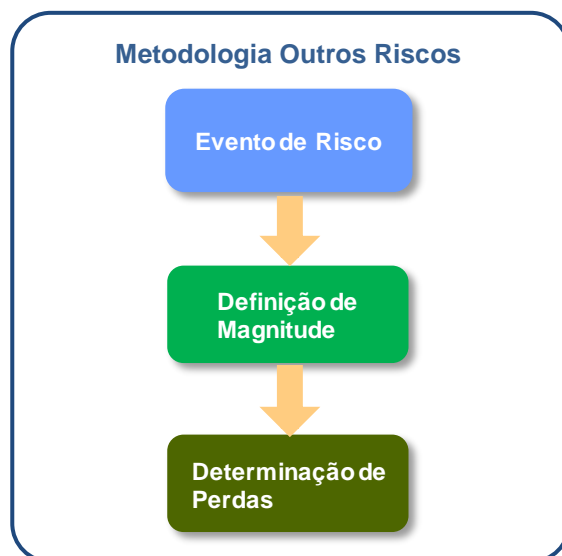 Metodologia Outros Riscos
Evento de Risco
Definição de
Magnitude
Determinação de
Perdas